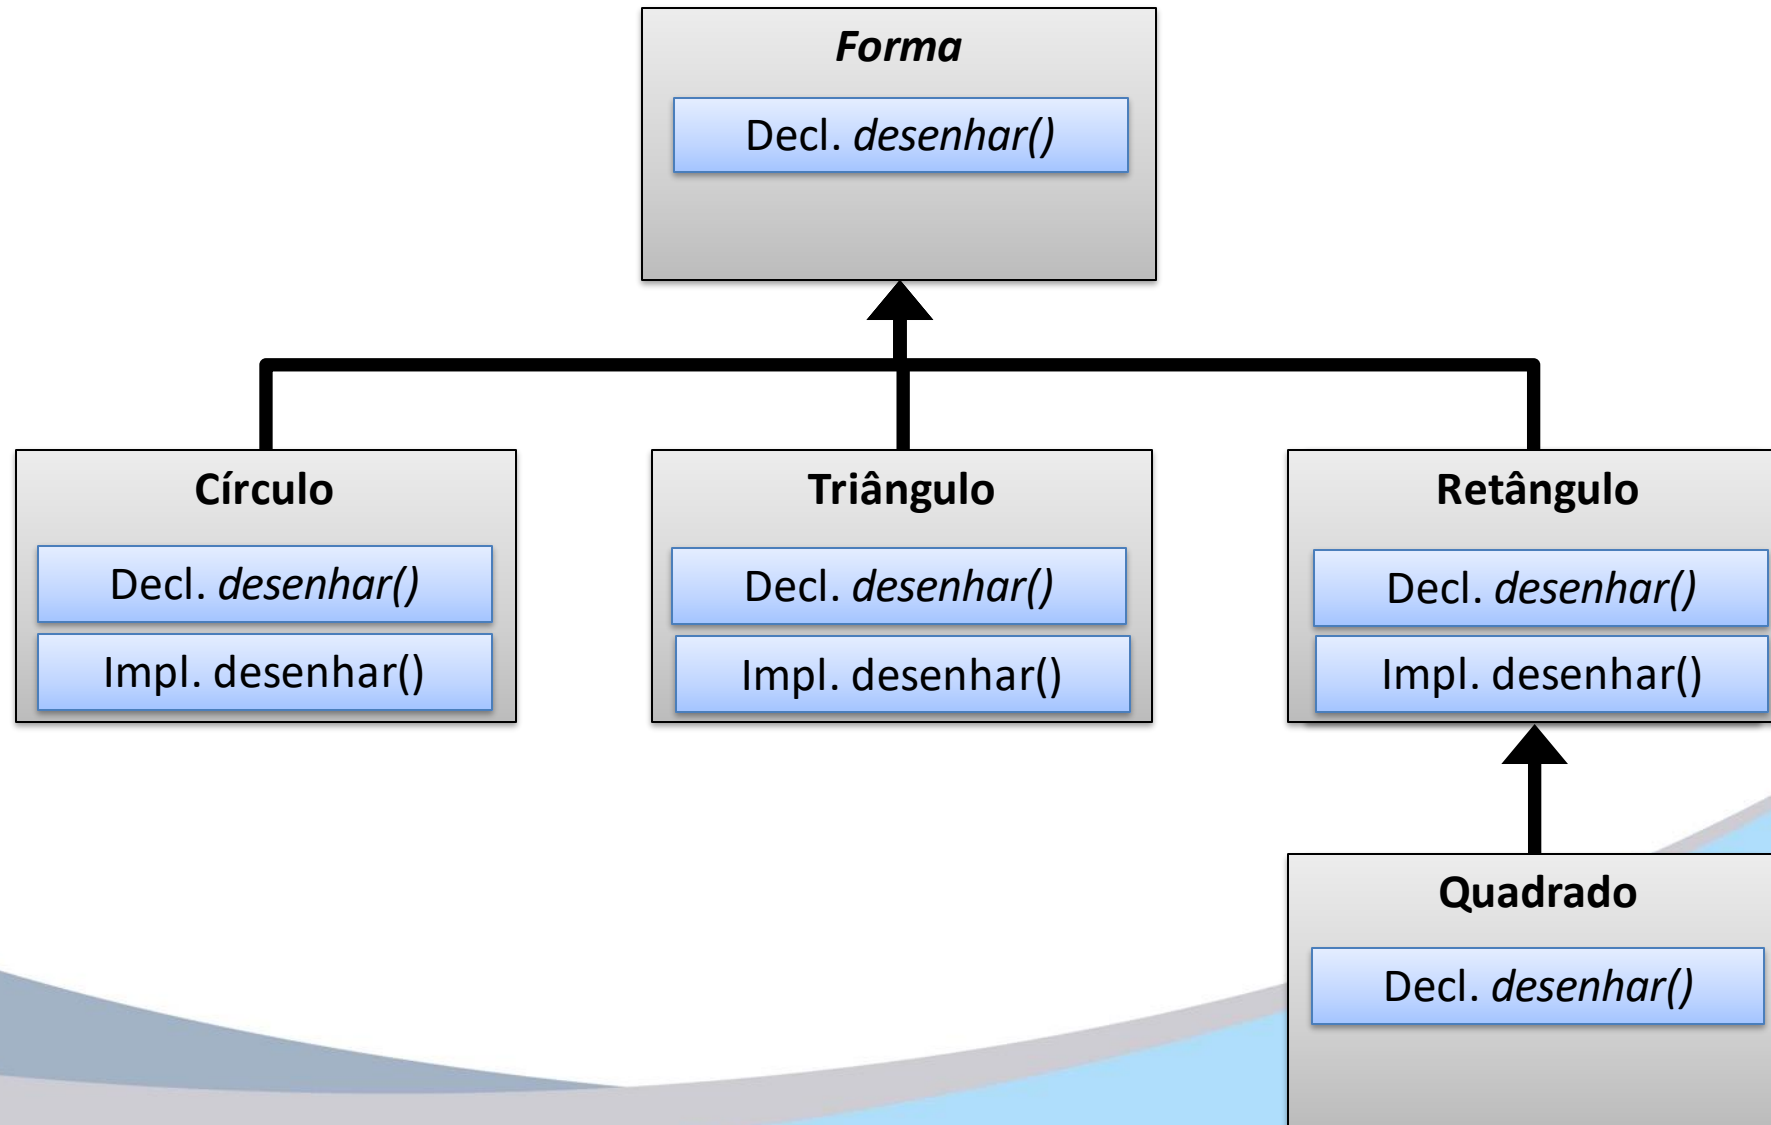 Forma
Decl. desenhar()
Círculo
Decl. desenhar()
Impl. desenhar()
Triângulo
Decl. desenhar()
Impl. desenhar()
Retângulo
Decl. desenhar()
Impl. desenhar()
Quadrado
Decl. desenhar()